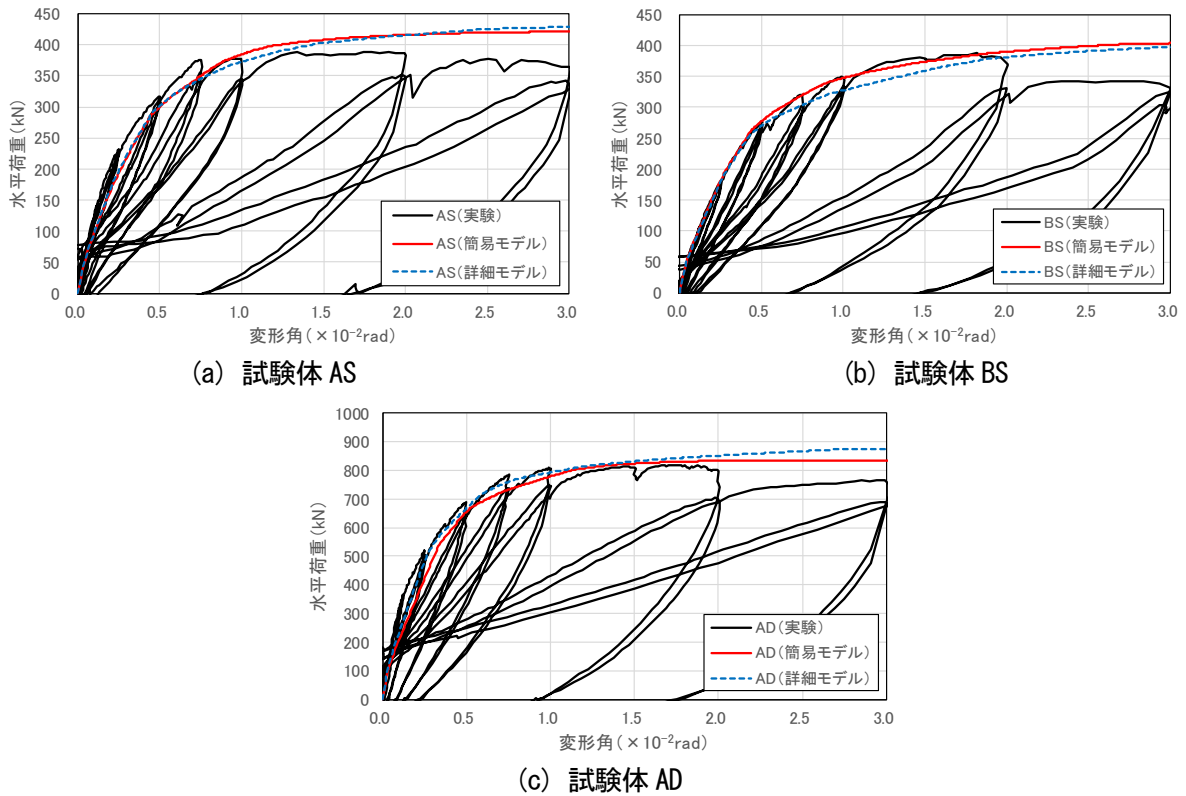 450
400
350
300
250
200
150
100
50
0
水平荷重(kN)
AS(実験)
AS(簡易モデル)
AS(詳細モデル)
0.0 0.5 1.0 1.5 2.0 2.5 3.0
変形角(×10⁻²rad)
(a) 試験体 AS
450
400
350
300
250
200
150
100
50
0
水平荷重(kN)
BS(実験)
BS(簡易モデル)
BS(詳細モデル)
0.0 0.5 1.0 1.5 2.0 2.5 3.0
変形角(×10⁻²rad)
(b) 試験体 BS
1000
900
800
700
600
500
400
300
200
100
0
水平荷重(kN)
AD(実験)
AD(簡易モデル)
AD(詳細モデル)
0.0 0.5 1.0 1.5 2.0 2.5 3.0
変形角(×10⁻²rad)
(c) 試験体 AD